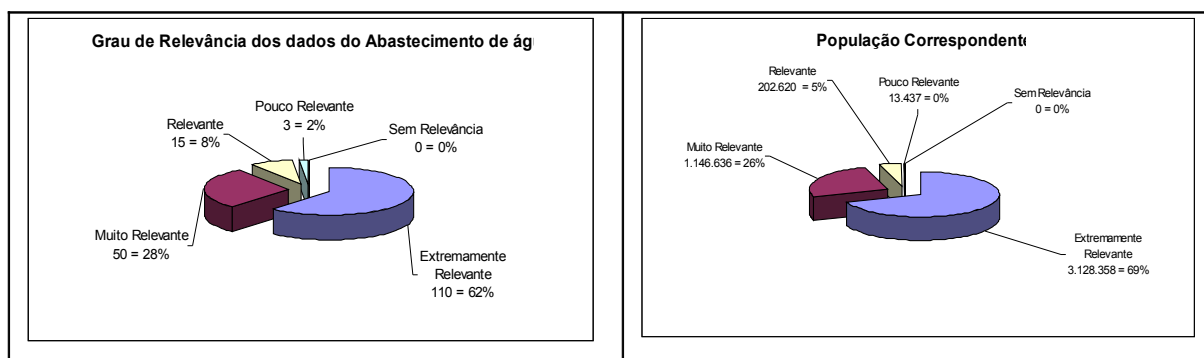 Grau de Relevância dos dados do Abastecimento de ág
Pouco Relevante
3 = 2%
Relevante
15 = 8%
Sem Relevância
0 = 0%
Muito Relevante
50 = 28%
Extremamente
Relevante
110 = 62%
População Correspondente
Relevante
202.620 = 5%
Pouco Relevante
13.437 = 0%
Sem Relevância
0 = 0%
Muito Relevante
1.146.636 = 26%
Extremamente
Relevante
3.128.358 = 69%